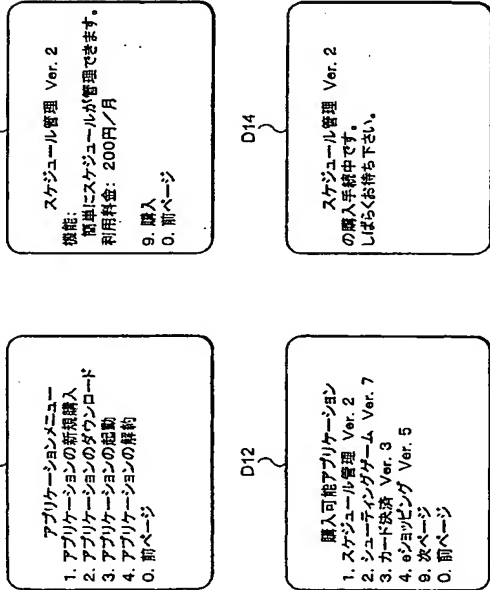 アプリケーションメニュー
1. アプリケーションの新規購入
2. アプリケーションのダウンロード
3. アプリケーションの起動
4. アプリケーションの解約
0. 前ページ
D12
購入可能アプリケーション
1. スケジュール管理 Ver. 2
2. シューティングゲーム Ver. 7
3. カード決済 Ver. 3
4. eショッピング Ver. 5
9. 次ページ
0. 前ページ
スケジュール管理 Ver. 2
機能:
簡単にスケジュールが管理できます。
利用料金: 200円/月
9. 購入
0. 前ページ
D14
スケジュール管理 Ver. 2
の購入手続中です。
しばらくお待ち下さい。